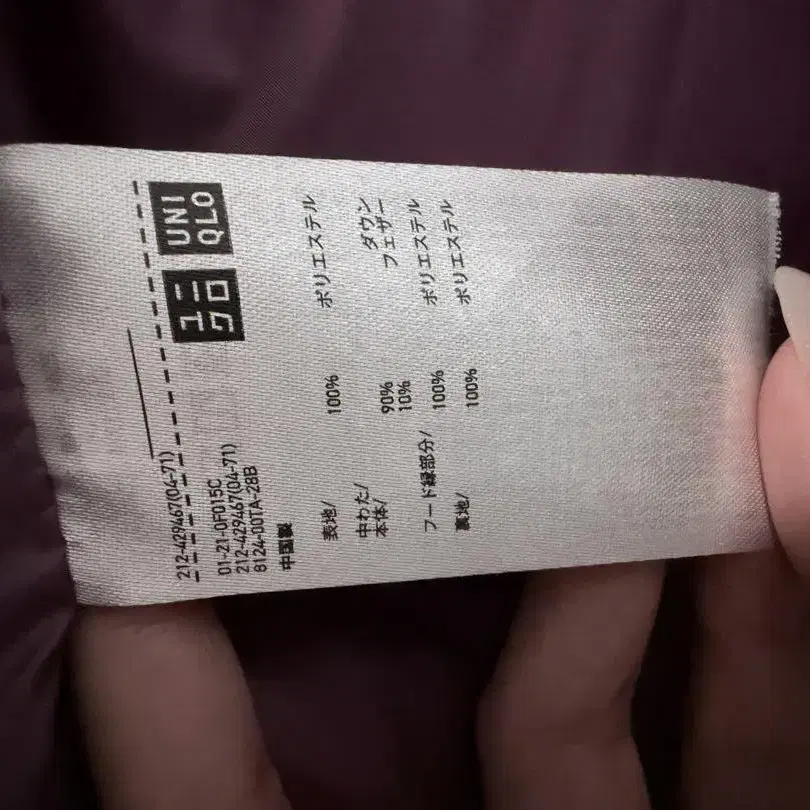 ユニクロ
UNIQLO
212-429467(04-71)
01-21-0F015C
212-429467(04-71)
8124-00TA-28B
中国製
表地/ 100% ポリエステル
中わた/
本体/ 90% ダウン
10% フェザー
フード縁部分/ 100% ポリエステル
裏地/ 100% ポリエステル